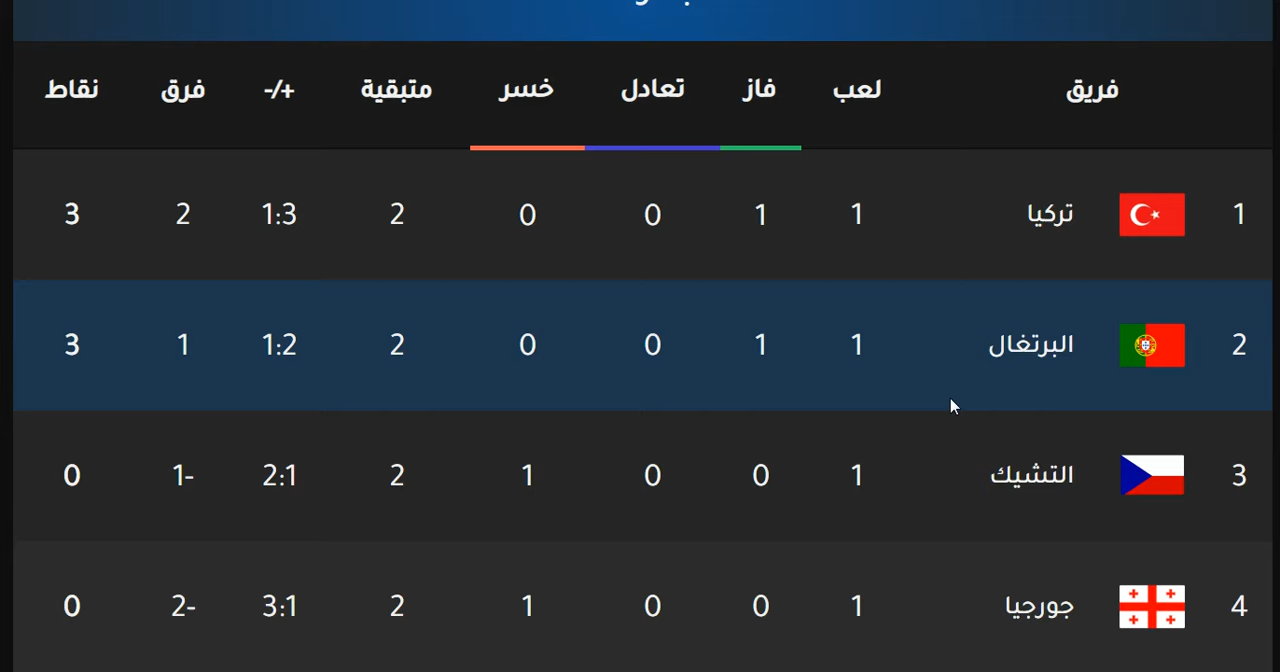 فريق لعب فاز تعادل خسر متبقية +/- فرق نقاط
1 تركيا 1 1 0 0 2 1:3 2 3
2 البرتغال 1 1 0 0 2 1:2 1 3
3 التشيك 1 0 0 1 2 2:1 1- 0
4 جورجيا 1 0 0 1 2 3:1 2- 0